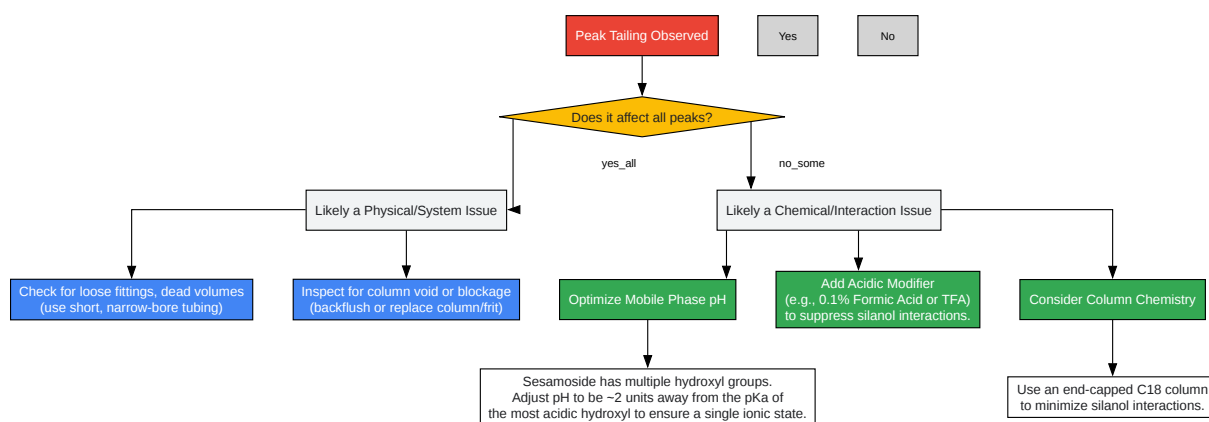 Peak Tailing Observed
Yes
No
Does it affect all peaks?
yes_all
no_some
Likely a Physical/System Issue
Likely a Chemical/Interaction Issue
Check for loose fittings, dead volumes
(use short, narrow-bore tubing)
Inspect for column void or blockage
(backflush or replace column/frit)
Optimize Mobile Phase pH
Add Acidic Modifier
(e.g., 0.1% Formic Acid or TFA)
to suppress silanol interactions.
Consider Column Chemistry
Sesamoside has multiple hydroxyl groups.
Adjust pH to be ~2 units away from the pKa of
the most acidic hydroxyl to ensure a single ionic state.
Use an end-capped C18 column
to minimize silanol interactions.